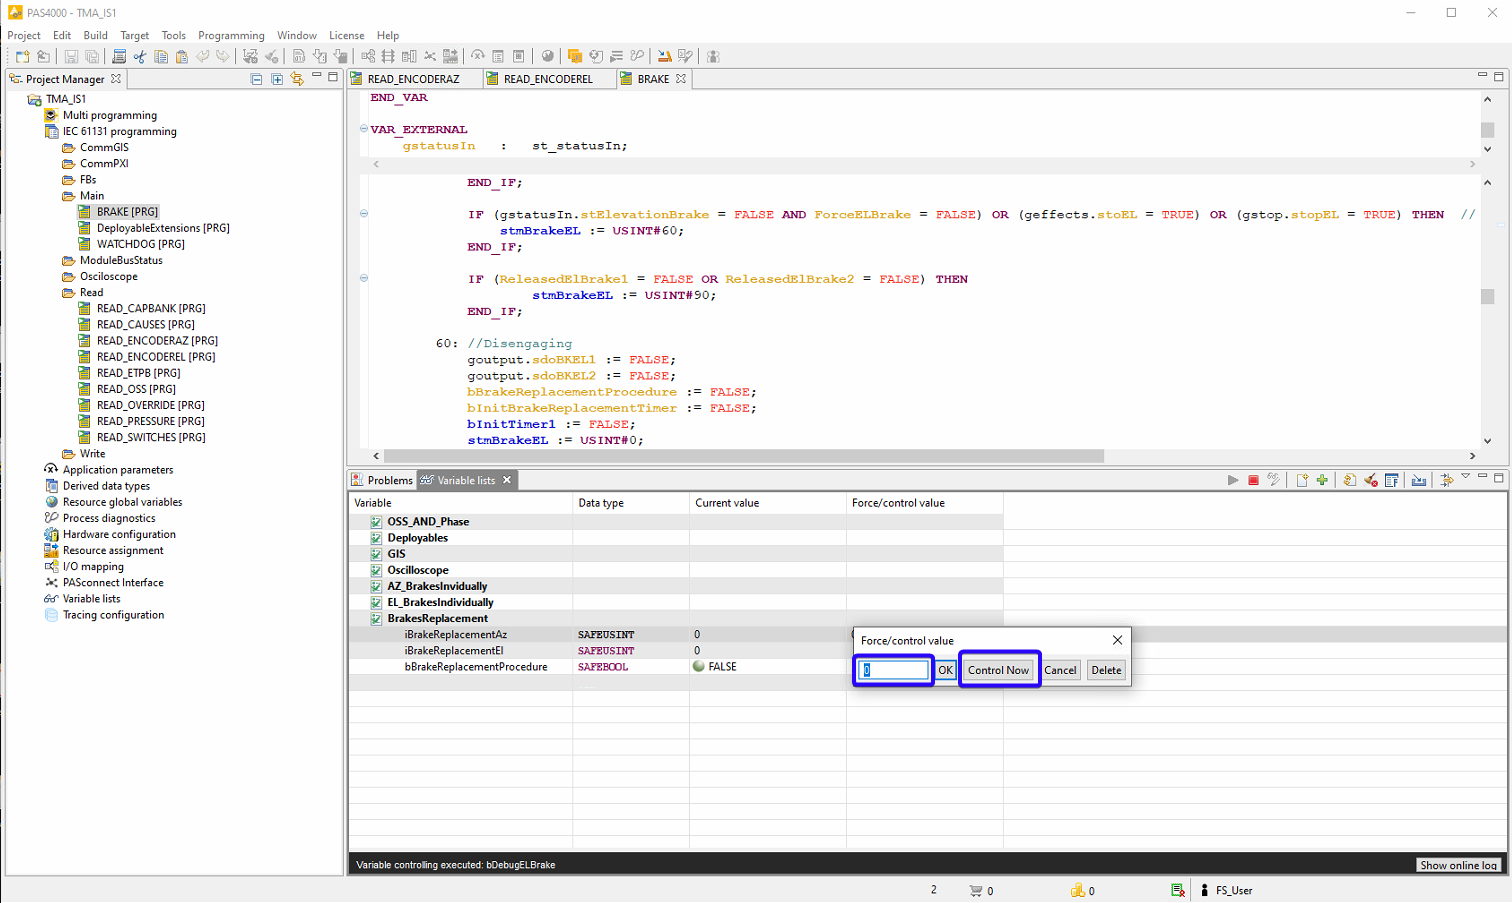 PAS4000 - TMA_IS1
Project Edit Build Target Tools Programming Window License Help
Project Manager
READ_ENCODERAZ READ_ENCODEREL BRAKE
TMA_IS1
Multi programming
IEC 61131 programming
CommGIS
CommPXI
FBs
Main
BRAKE [PRG]
DeployableExtensions [PRG]
WATCHDOG [PRG]
ModuleBusStatus
Osciloscope
Read
READ_CAPBANK [PRG]
READ_CAUSES [PRG]
READ_ENCODERAZ [PRG]
READ_ENCODEREL [PRG]
READ_ETPB [PRG]
READ_OSS [PRG]
READ_OVERRIDE [PRG]
READ_PRESSURE [PRG]
READ_SWITCHES [PRG]
Write
Application parameters
Derived data types
Resource global variables
Process diagnostics
Hardware configuration
Resource assignment
I/O mapping
PASconnect Interface
Variable lists
Tracing configuration
END_VAR
VAR_EXTERNAL
gstatusIn : st_statusIn;
END_IF;
IF (gstatusIn.stElevationBrake = FALSE AND ForceELBrake = FALSE) OR (geffects.stoEL = TRUE) OR (gstop.stopEL = TRUE) THEN //
stmBrakeEL := USINT#60;
END_IF;
IF (ReleasedElBrake1 = FALSE OR ReleasedElBrake2 = FALSE) THEN
stmBrakeEL := USINT#90;
END_IF;
60: //Disengaging
goutput.sdoBKEL1 := FALSE;
goutput.sdoBKEL2 := FALSE;
bBrakeReplacementProcedure := FALSE;
bInitBrakeReplacementTimer := FALSE;
bInitTimer1 := FALSE;
stmBrakeEL := USINT#0;
Problems Variable lists
Variable Data type Current value Force/control value
OSS_AND_Phase
Deployables
GIS
Oscilloscope
AZ_BrakesInvidually
EL_BrakesIndividually
BrakesReplacement
iBrakeReplacementAz SAFEUSINT 0
iBrakeReplacementEl SAFEUSINT 0
bBrakeReplacementProcedure SAFEBOOL FALSE
Force/control value
0 OK Control Now Cancel Delete
Variable controlling executed: bDebugELBrake
Show online log
2 0 0 FS_User